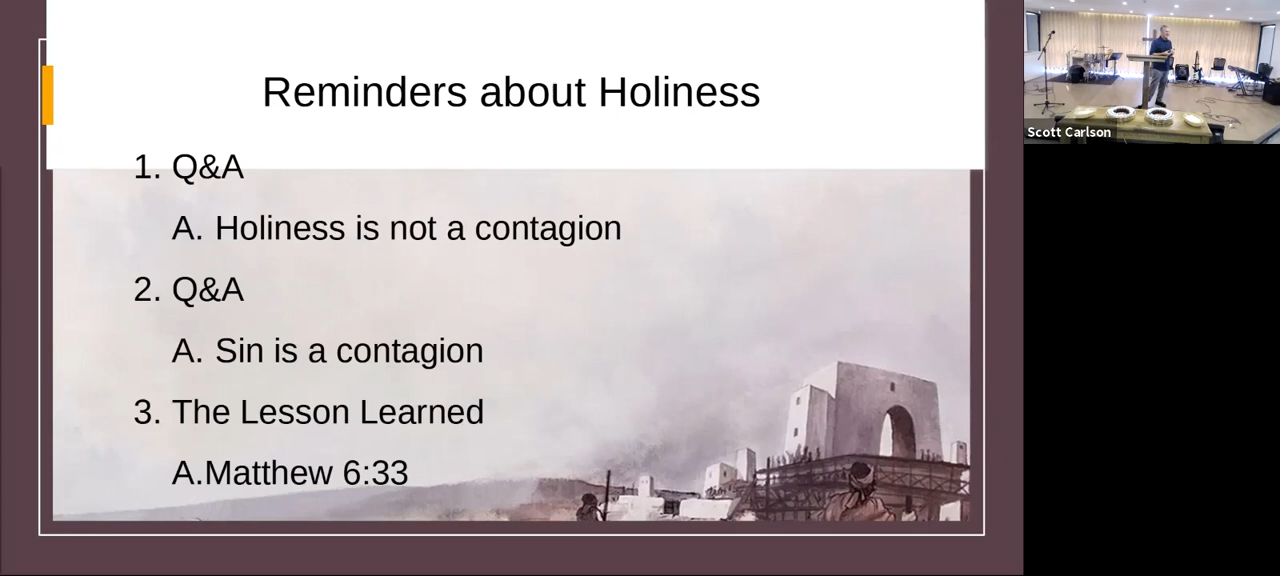 Reminders about Holiness
1. Q&A
A. Holiness is not a contagion
2. Q&A
A. Sin is a contagion
3. The Lesson Learned
A.Matthew 6:33
Scott Carlson